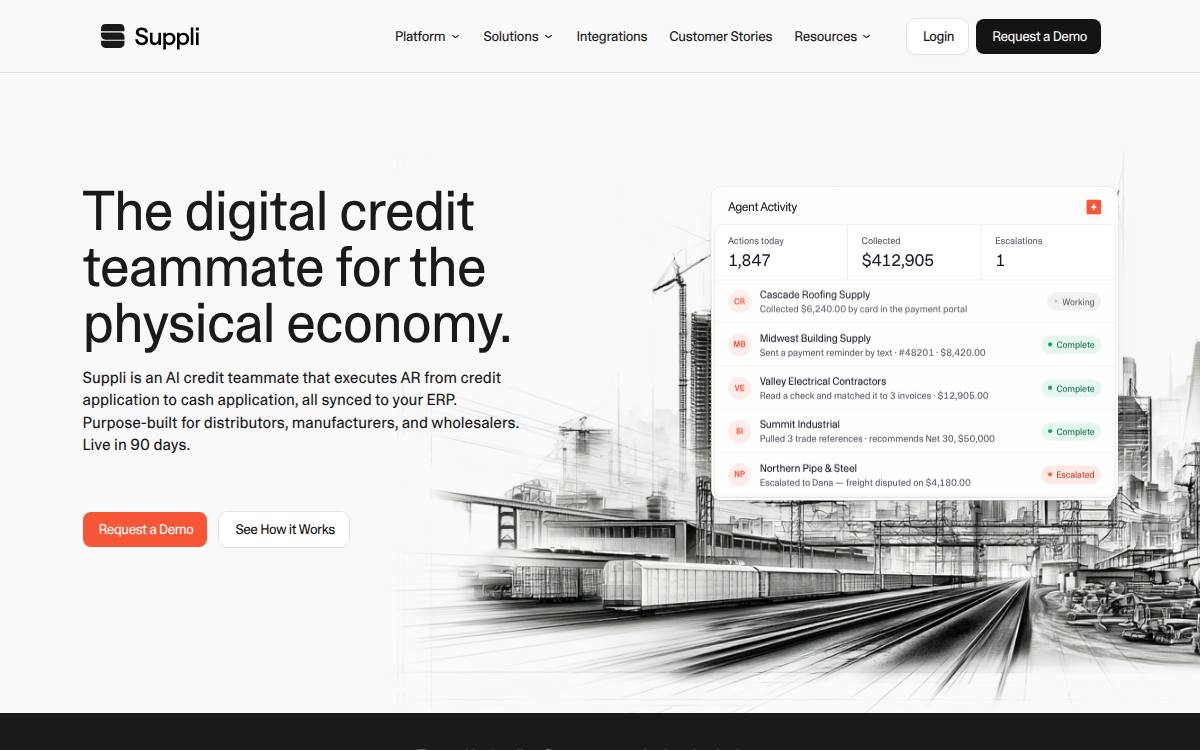 Suppli
Platform
Solutions
Integrations
Customer Stories
Resources
Login
Request a Demo
The digital credit
teammate for the
physical economy.
Suppli is an AI credit teammate that executes AR from credit
application to cash application, all synced to your ERP.
Purpose-built for distributors, manufacturers, and wholesalers.
Live in 90 days.
Request a Demo
See How it Works
Agent Activity
Actions today
1,847
Collected
$412,905
Escalations
1
CR
Cascade Roofing Supply
Collected $6,240.00 by card in the payment portal
Working
MB
Midwest Building Supply
Sent a payment reminder by text · #48201 · $8,420.00
Complete
VE
Valley Electrical Contractors
Read a check and matched it to 3 invoices · $12,905.00
Complete
SI
Summit Industrial
Pulled 3 trade references · recommends Net 30, $50,000
Complete
NP
Northern Pipe & Steel
Escalated to Dana — freight disputed on $4,180.00
Escalated